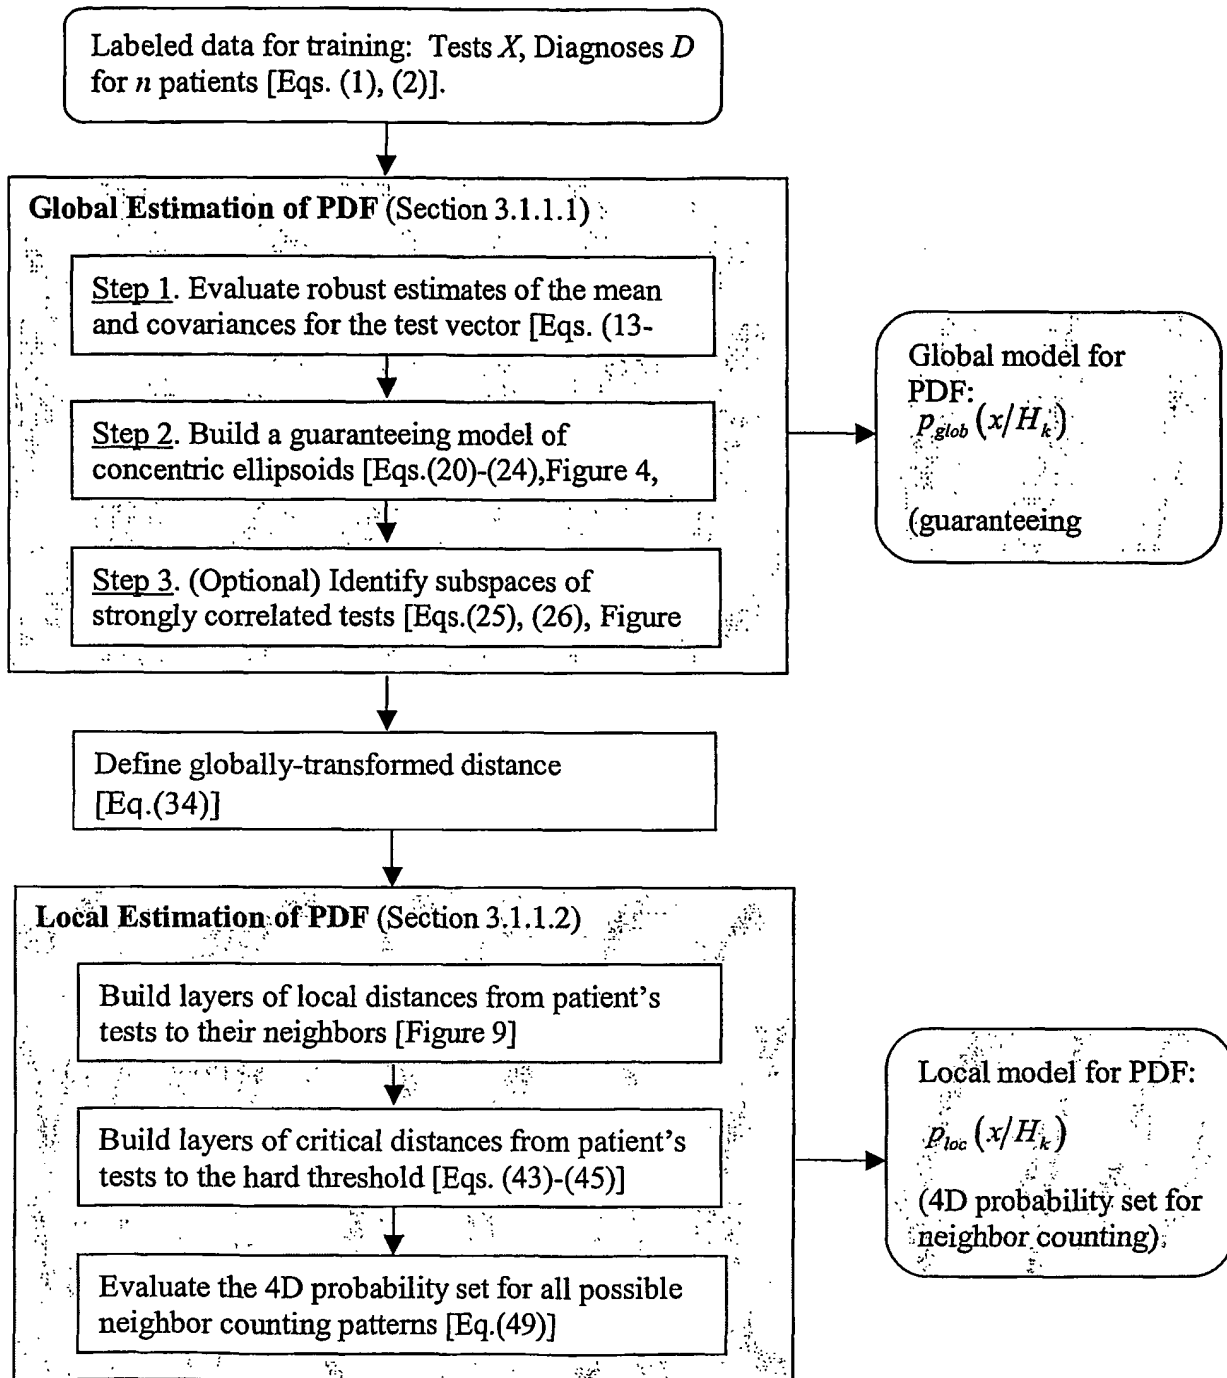 Labeled data for training: Tests X, Diagnoses D
for n patients [Eqs. (1), (2)].
Global Estimation of PDF (Section 3.1.1.1)
Step 1. Evaluate robust estimates of the mean
and covariances for the test vector [Eqs. (13-
Step 2. Build a guaranteeing model of
concentric ellipsoids [Eqs.(20)-(24),Figure 4,
Step 3. (Optional) Identify subspaces of
strongly correlated tests [Eqs.(25), (26), Figure
Global model for
PDF:
p_glob (x/H_k)
(guaranteeing
Define globally-transformed distance
[Eq.(34)]
Local Estimation of PDF (Section 3.1.1.2)
Build layers of local distances from patient's
tests to their neighbors [Figure 9]
Build layers of critical distances from patient's
tests to the hard threshold [Eqs. (43)-(45)]
Evaluate the 4D probability set for all possible
neighbor counting patterns [Eq.(49)]
Local model for PDF:
p_loc (x/H_k)
(4D probability set for
neighbor counting)